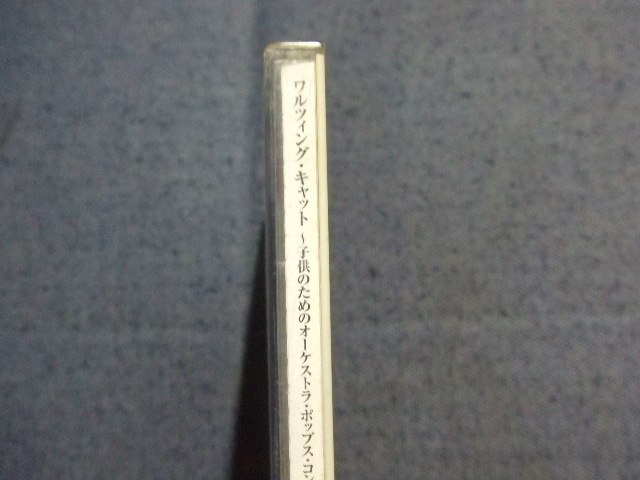 ワルツィング・キャット ～子供のためのオーケストラ・ポップス・コン